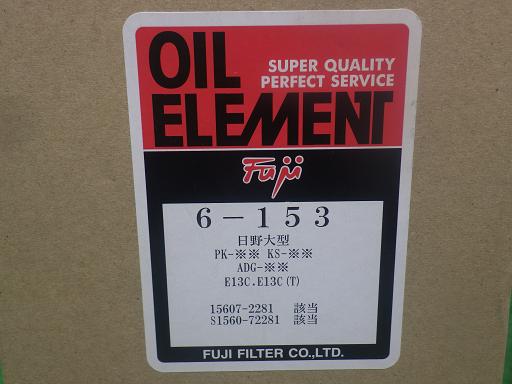 OIL
SUPER QUALITY
PERFECT SERVICE
ELEMENT
Fuji
6－153
日野大型
PK-※※ KS-※※
ADG-※※
E13C.E13C(T)
15607-2281 該当
S1560-72281 該当
FUJI FILTER CO.,LTD.